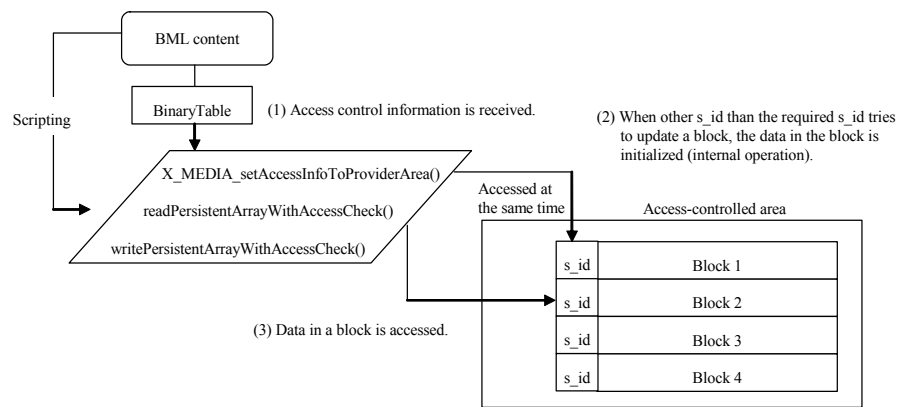 BML content
BinaryTable
(1) Access control information is received.
Scripting
(2) When other s_id than the required s_id tries
to update a block, the data in the block is
initialized (internal operation).
X_MEDIA_setAccessInfoToProviderArea()
readPersistentArrayWithAccessCheck()
writePersistentArrayWithAccessCheck()
Accessed at
the same time
Access-controlled area
s_id Block 1
s_id Block 2
s_id Block 3
s_id Block 4
(3) Data in a block is accessed.